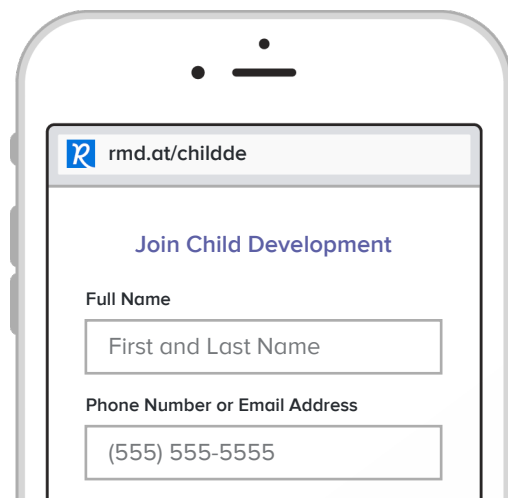 R rmd.at/childde
Join Child Development
Full Name
First and Last Name
Phone Number or Email Address
(555) 555-5555